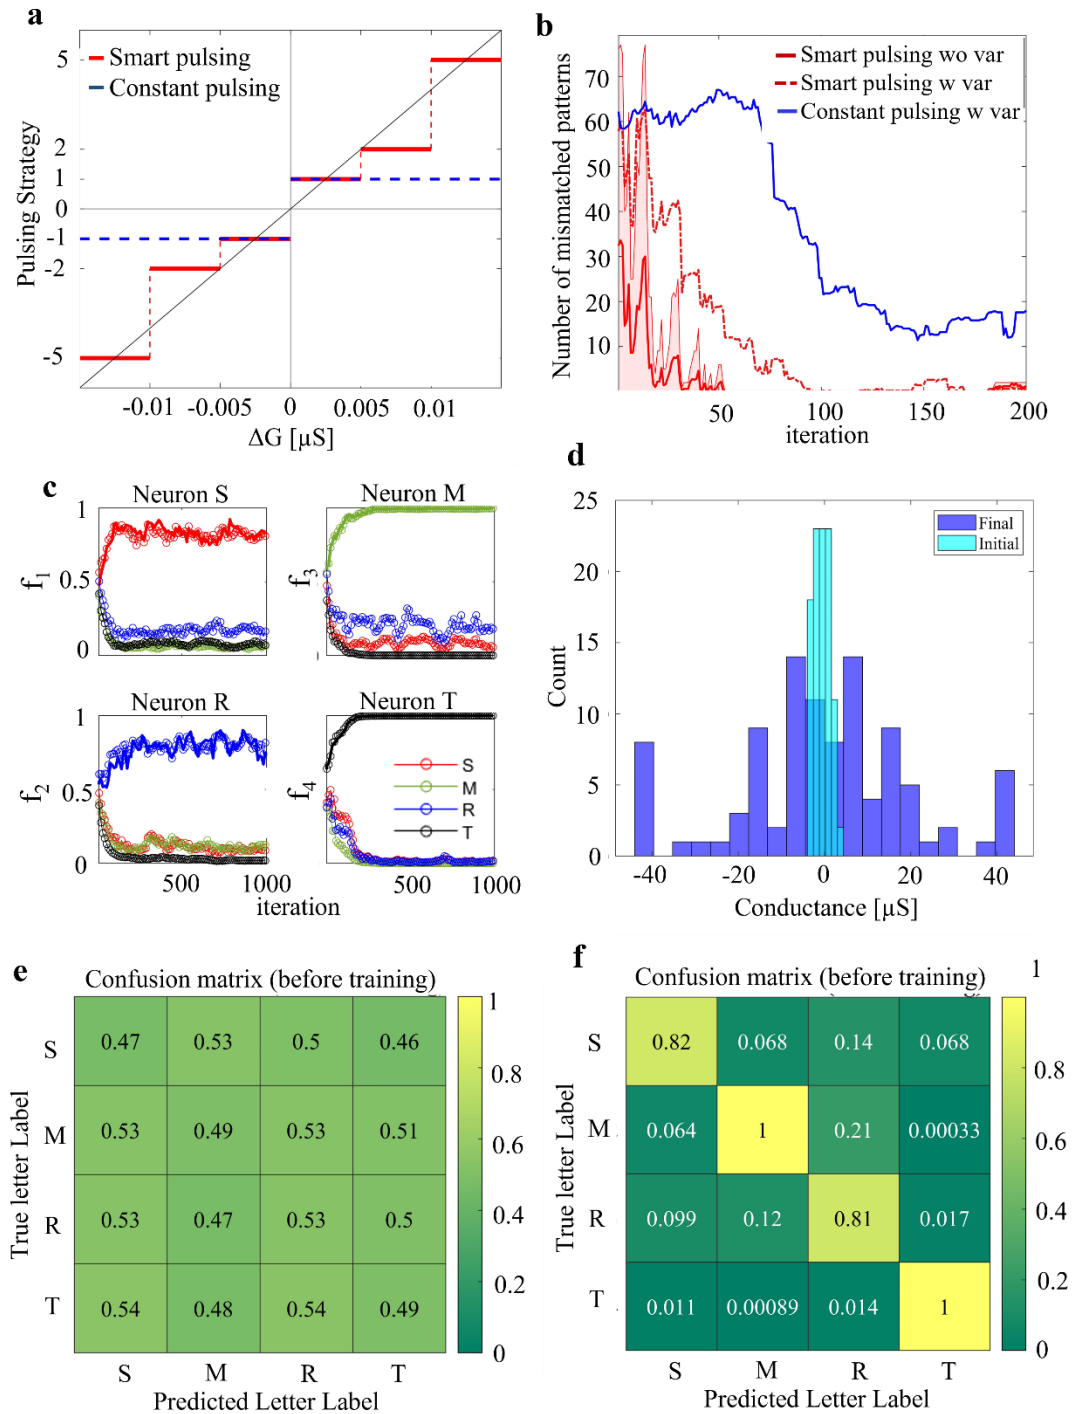 a
Smart pulsing
Constant pulsing
Pulsing Strategy
5
2
1
0
-1
-2
-5
-0.01 -0.005 0 0.005 0.01
ΔG [µS]
b
Smart pulsing wo var
Smart pulsing w var
Constant pulsing w var
Number of mismatched patterns
70
60
50
40
30
20
10
50 100 150 200
iteration
c
Neuron S
f1
1
0.5
0
Neuron M
f3
Neuron R
f2
1
0.5
0
500 1000
Neuron T
f4
S
M
R
T
500 1000
iteration
d
Final
Initial
Count
25
20
15
10
5
0
-40 -20 0 20 40
Conductance [µS]
e
Confusion matrix (before training)
True letter Label
S 0.47 0.53 0.5 0.46
M 0.53 0.49 0.53 0.51
R 0.53 0.47 0.53 0.5
T 0.54 0.48 0.54 0.49
S M R T
Predicted Letter Label
1
0.8
0.6
0.4
0.2
0
f
Confusion matrix (before training)
1
True letter Label
S 0.82 0.068 0.14 0.068
M 0.064 1 0.21 0.00033
R 0.099 0.12 0.81 0.017
T 0.011 0.00089 0.014 1
S M R T
Predicted Letter Label
0.8
0.6
0.4
0.2
0